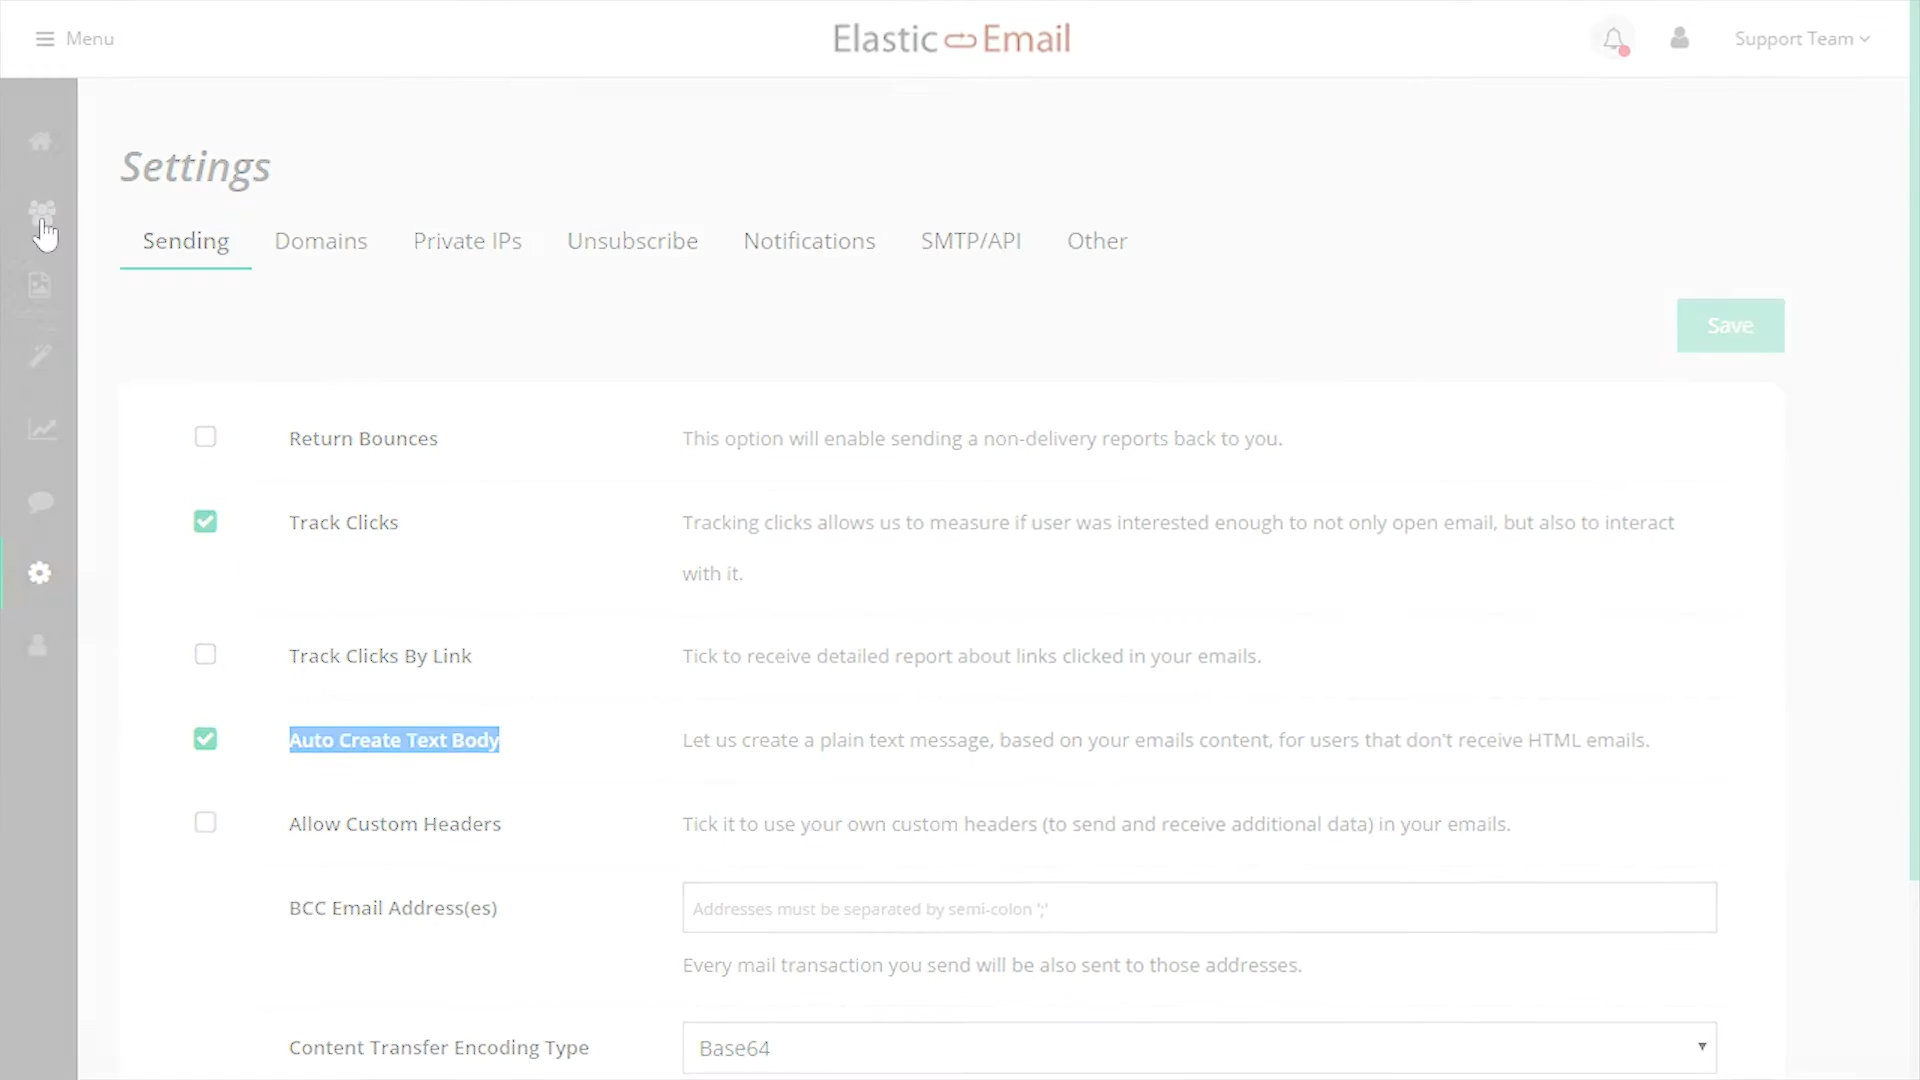 Menu
Elastic Email
Support Team
Settings
Sending Domains Private IPs Unsubscribe Notifications SMTP/API Other
Save
Return Bounces This option will enable sending a non-delivery reports back to you.
Track Clicks Tracking clicks allows us to measure if user was interested enough to not only open email, but also to interact
with it.
Track Clicks By Link Tick to receive detailed report about links clicked in your emails.
Auto Create Text Body Let us create a plain text message, based on your emails content, for users that don't receive HTML emails.
Allow Custom Headers Tick it to use your own custom headers (to send and receive additional data) in your emails.
BCC Email Address(es) Addresses must be separated by semi-colon ';'
Every mail transaction you send will be also sent to those addresses.
Content Transfer Encoding Type Base64